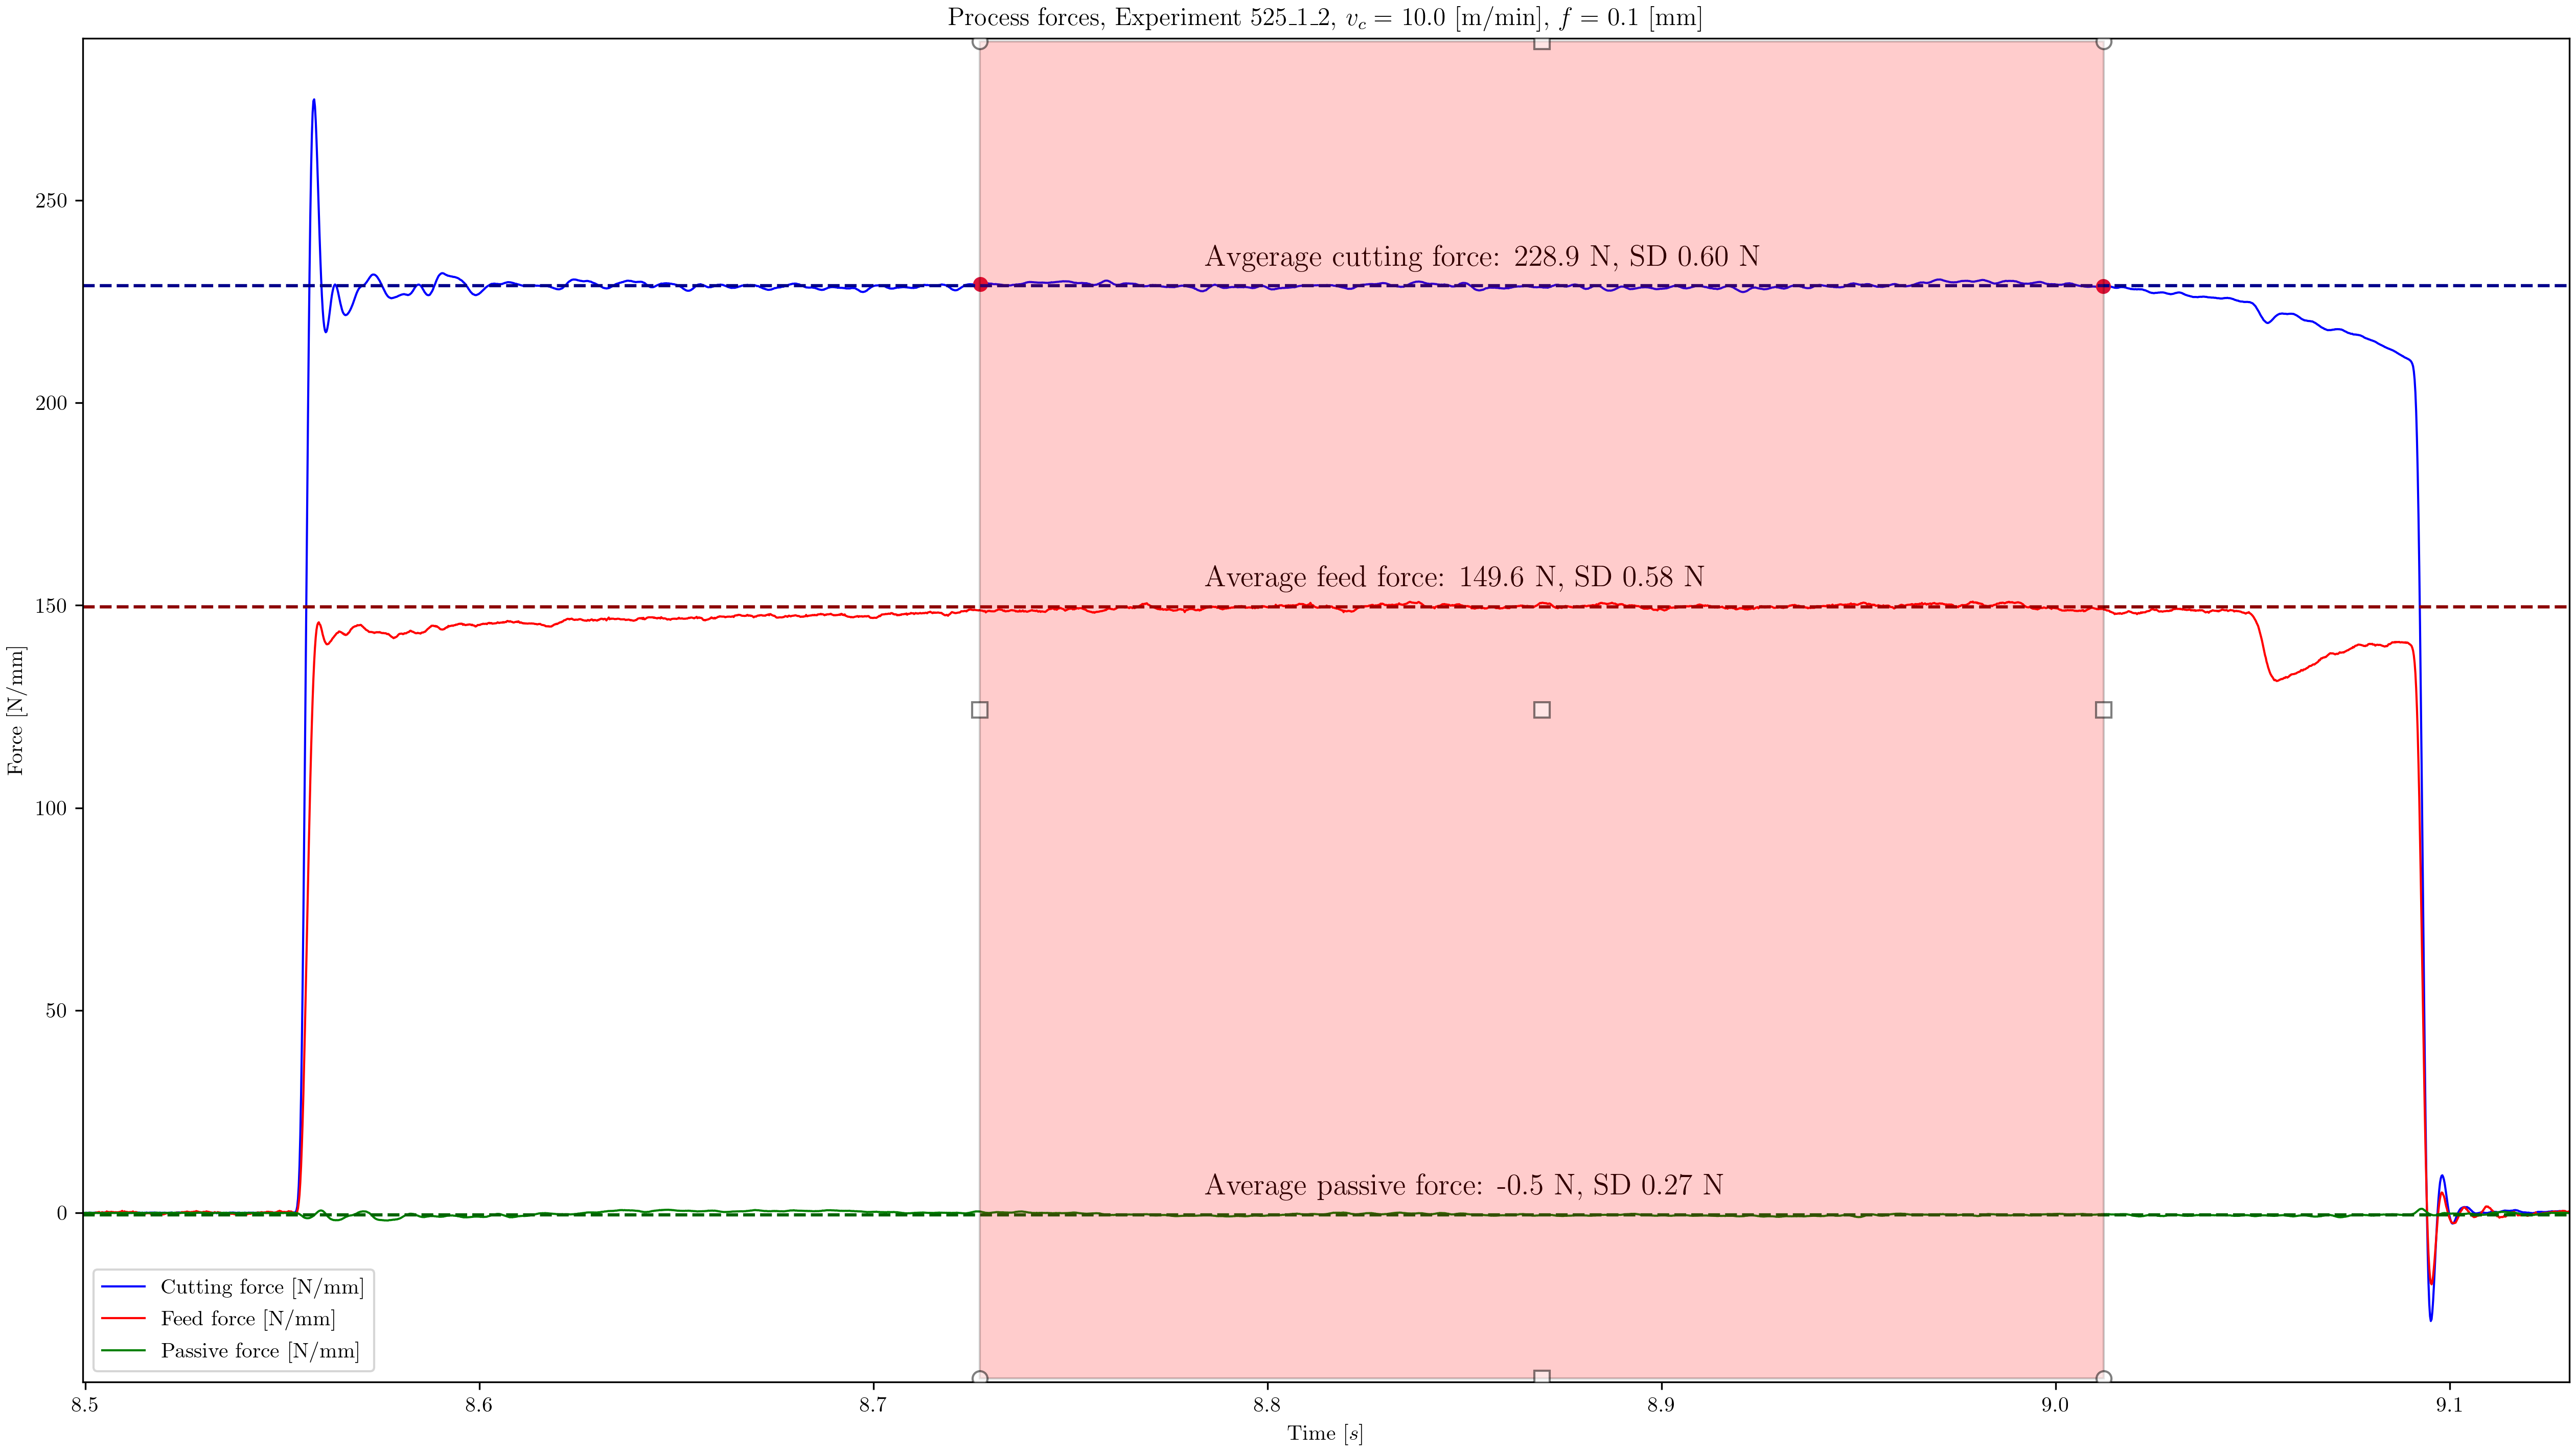 Process forces, Experiment 525_1_2, v_c = 10.0 [m/min], f = 0.1 [mm]
250
Avgerage cutting force: 228.9 N, SD 0.60 N
200
Average feed force: 149.6 N, SD 0.58 N
150
Force [N/mm]
100
50
Average passive force: -0.5 N, SD 0.27 N
0
Cutting force [N/mm]
Feed force [N/mm]
Passive force [N/mm]
8.5 8.6 8.7 8.8 8.9 9.0 9.1
Time [s]